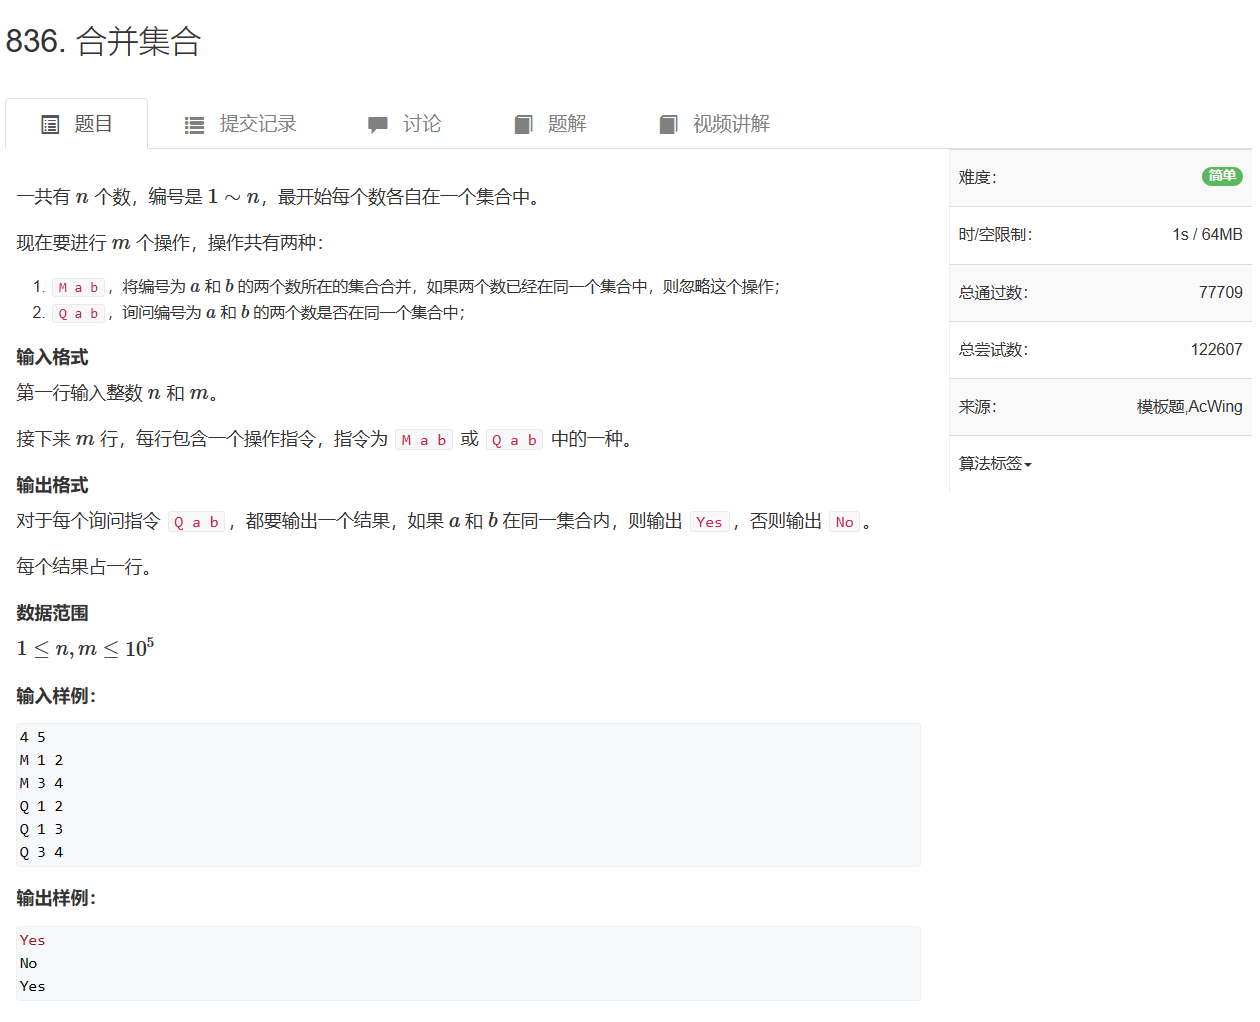 836. 合并集合
题目 提交记录 讨论 题解 视频讲解
一共有 n 个数，编号是 1 ∼ n，最开始每个数各自在一个集合中。
现在要进行 m 个操作，操作共有两种：
1. M a b，将编号为 a 和 b 的两个数所在的集合合并，如果两个数已经在同一个集合中，则忽略这个操作；
2. Q a b，询问编号为 a 和 b 的两个数是否在同一个集合中；
输入格式
第一行输入整数 n 和 m。
接下来 m 行，每行包含一个操作指令，指令为 M a b 或 Q a b 中的一种。
输出格式
对于每个询问指令 Q a b，都要输出一个结果，如果 a 和 b 在同一集合内，则输出 Yes，否则输出 No。
每个结果占一行。
数据范围
1 ≤ n, m ≤ 10⁵
输入样例：
4 5
M 1 2
M 3 4
Q 1 2
Q 1 3
Q 3 4
输出样例：
Yes
No
Yes
难度： 简单
时/空限制： 1s / 64MB
总通过数： 77709
总尝试数： 122607
来源： 模板题,AcWing
算法标签